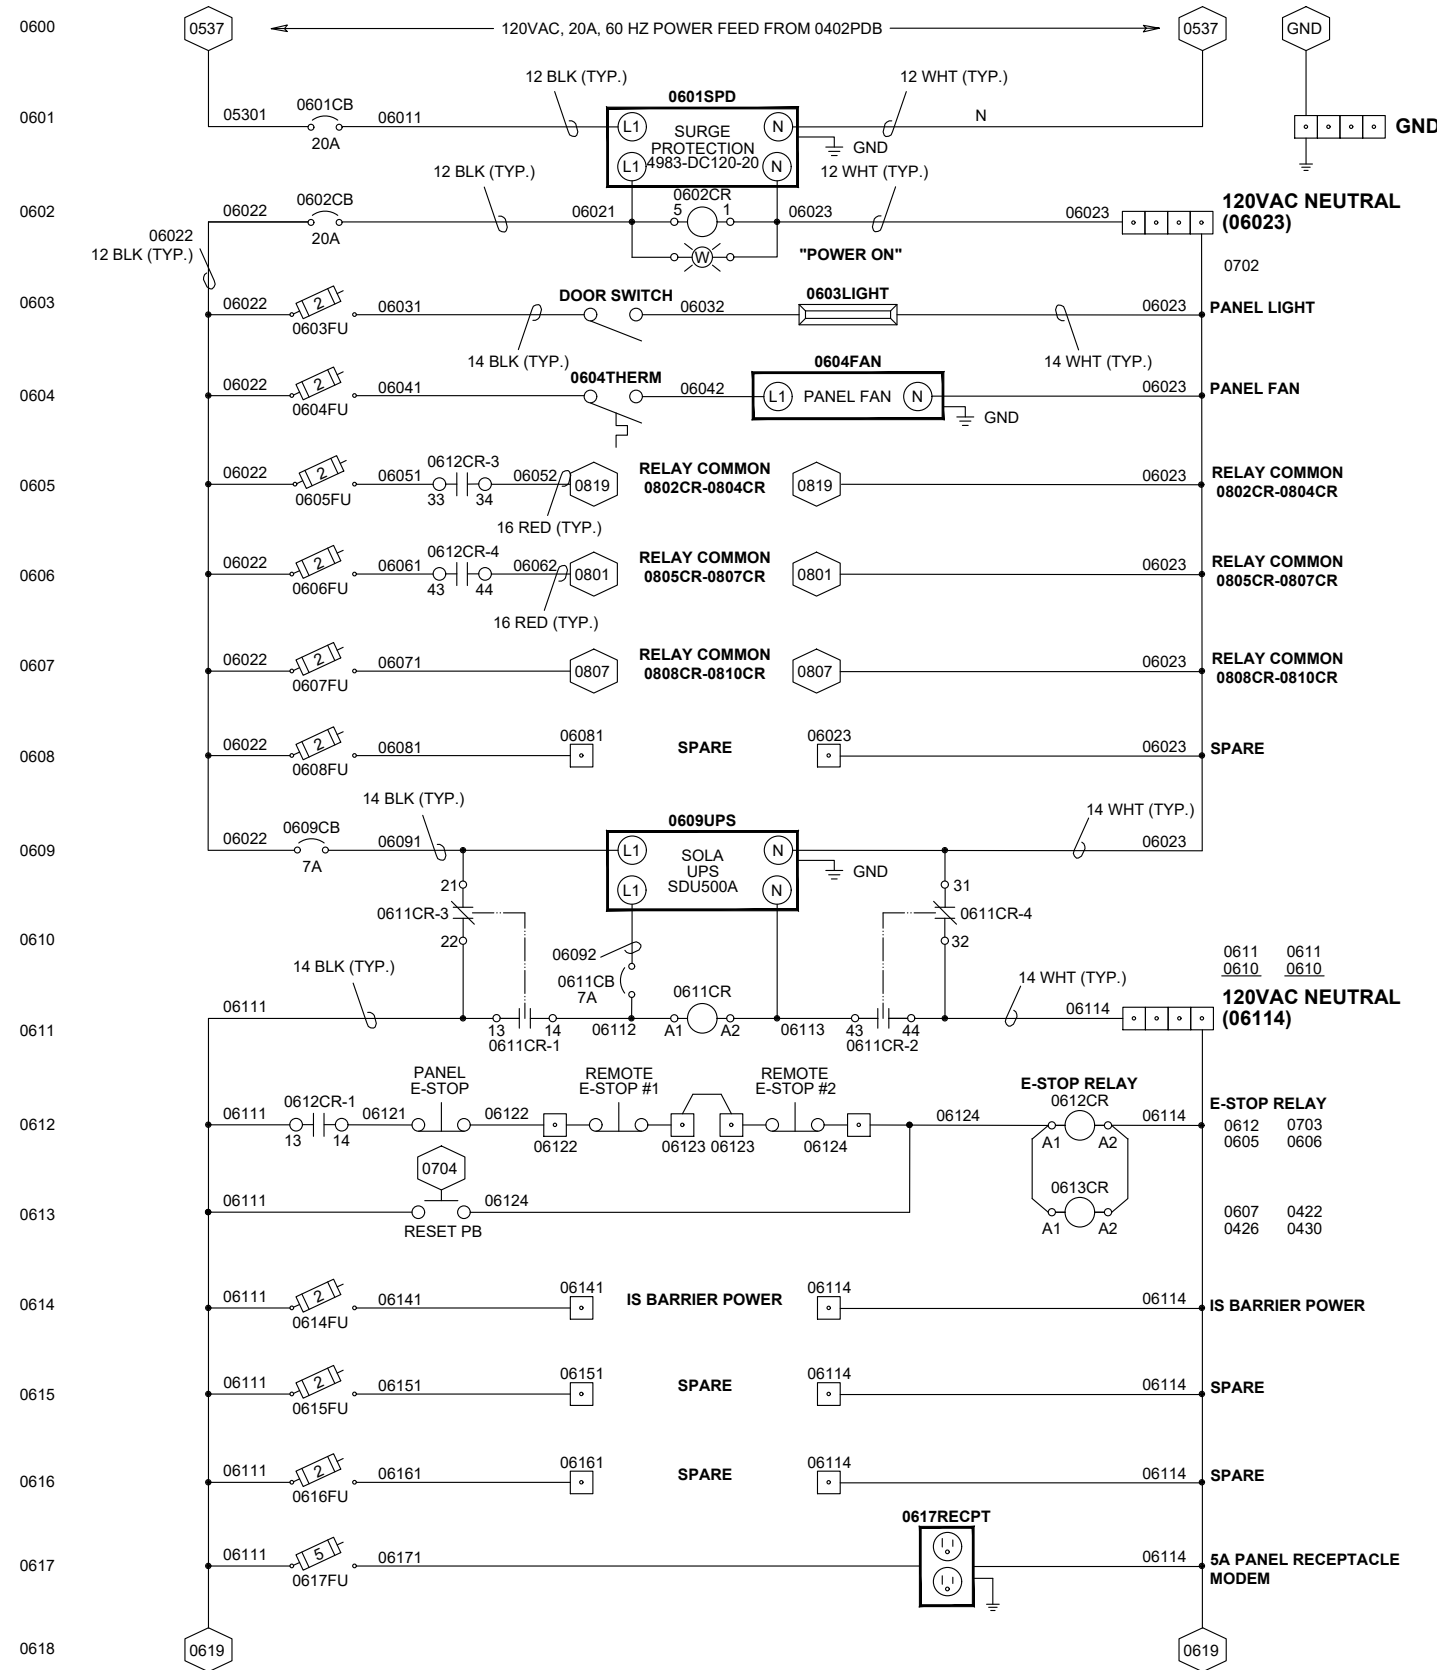 0600
0537
120VAC, 20A, 60 HZ POWER FEED FROM 0402PDB
0537
GND
12 BLK (TYP.)
0601SPD
12 WHT (TYP.)
0601
05301
0601CB
20A
06011
L1
N
SURGE
PROTECTION
4983-DC120-20
L1
N
GND
N
GND
12 BLK (TYP.)
12 WHT (TYP.)
0602
06022
0602CB
20A
06021
0602CR
5
1
06023
06023
120VAC NEUTRAL
(06023)
06022
12 BLK (TYP.)
W
"POWER ON"
0702
0603
06022
2
0603FU
06031
DOOR SWITCH
06032
0603LIGHT
06023
PANEL LIGHT
14 BLK (TYP.)
14 WHT (TYP.)
0604
06022
2
0604FU
06041
0604THERM
06042
0604FAN
L1
PANEL FAN
N
GND
06023
PANEL FAN
0605
06022
2
0605FU
06051
0612CR-3
33
34
06052
0819
RELAY COMMON
0802CR-0804CR
0819
06023
RELAY COMMON
0802CR-0804CR
16 RED (TYP.)
0606
06022
2
0606FU
06061
0612CR-4
43
44
06062
0801
RELAY COMMON
0805CR-0807CR
0801
06023
RELAY COMMON
0805CR-0807CR
16 RED (TYP.)
0607
06022
2
0607FU
06071
0807
RELAY COMMON
0808CR-0810CR
0807
06023
RELAY COMMON
0808CR-0810CR
0608
06022
2
0608FU
06081
06081
SPARE
06023
06023
SPARE
14 BLK (TYP.)
14 WHT (TYP.)
0609
06022
0609CB
7A
06091
0609UPS
L1
N
SOLA
UPS
SDU500A
L1
N
GND
06023
21
0611CR-3
22
31
0611CR-4
32
0610
06092
0611CB
7A
0611
0611
0610
0610
14 BLK (TYP.)
14 WHT (TYP.)
0611
06111
13
14
0611CR-1
06112
0611CR
A1
A2
06113
43
44
0611CR-2
06114
120VAC NEUTRAL
(06114)
PANEL
E-STOP
REMOTE
E-STOP #1
REMOTE
E-STOP #2
E-STOP RELAY
0612
06111
0612CR-1
13
14
06121
06122
06122
06123
06123
06124
06124
0612CR
A1
A2
06114
E-STOP RELAY
0612
0703
0605
0606
0613
06111
0704
RESET PB
06124
0613CR
A1
A2
0607
0422
0426
0430
0614
06111
2
0614FU
06141
06141
IS BARRIER POWER
06114
06114
IS BARRIER POWER
0615
06111
2
0615FU
06151
06151
SPARE
06114
06114
SPARE
0616
06111
2
0616FU
06161
06161
SPARE
06114
06114
SPARE
0617RECPT
0617
06111
5
0617FU
06171
06114
5A PANEL RECEPTACLE
MODEM
0618
0619
0619